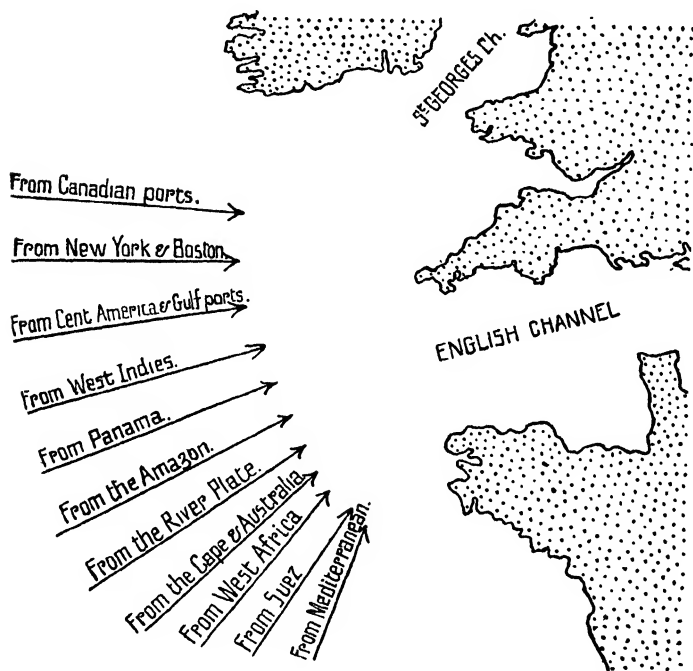 St GEORGES Ch.
From Canadian ports.
From New York & Boston
From Cent America & Gulf ports.
From West Indies.
From Panama.
From the Amazon.
From the River Plate.
From the Cape & Australia
From West Africa
From Suez
From Mediterranean.
ENGLISH CHANNEL